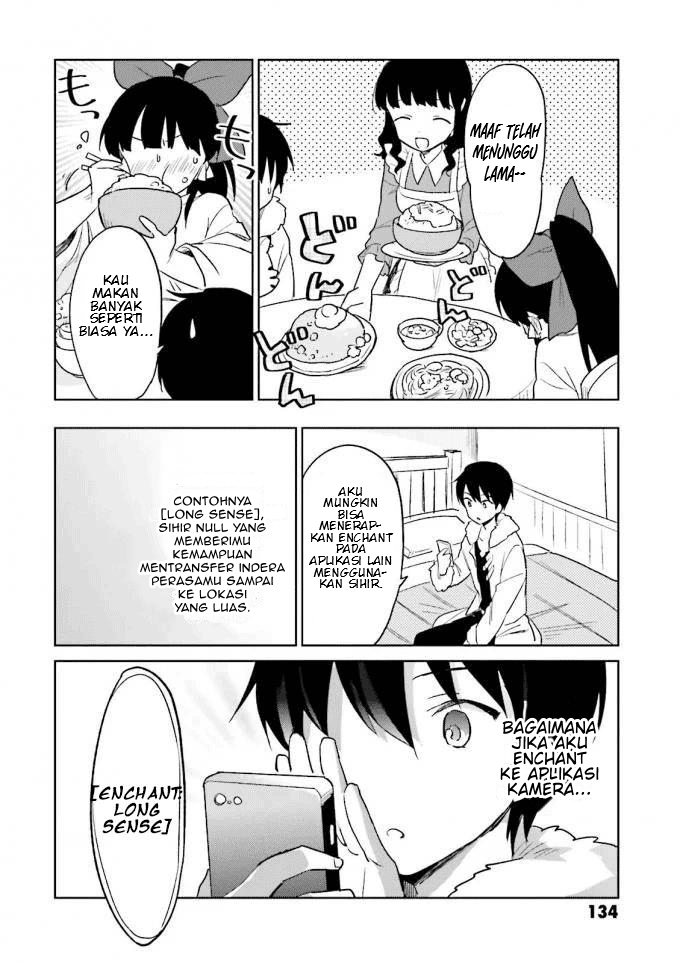 MAAF TELAH
MENUNGGU
LAMA--
どん
どん
どん
もっ
もっ
KAU
MAKAN
BANYAK
SEPERTI
BIASA YA...
AKU
MUNGKIN
BISA
MENERAP-
KAN ENCHANT
PADA
APLIKASI LAIN
MENGGUNA-
KAN SIHIR.
CONTOHNYA
[LONG SENSE],
SIHIR NULL YANG
MEMBERIMU
KEMAMPUAN
MENTRANSFER INDERA
PERASAMU SAMPAI
KE LOKASI
YANG LUAS.
BAGAIMANA
JIKA AKU
ENCHANT
KE APLIKASI
KAMERA...
[ENCHANT:
LONG
SENSE]
134